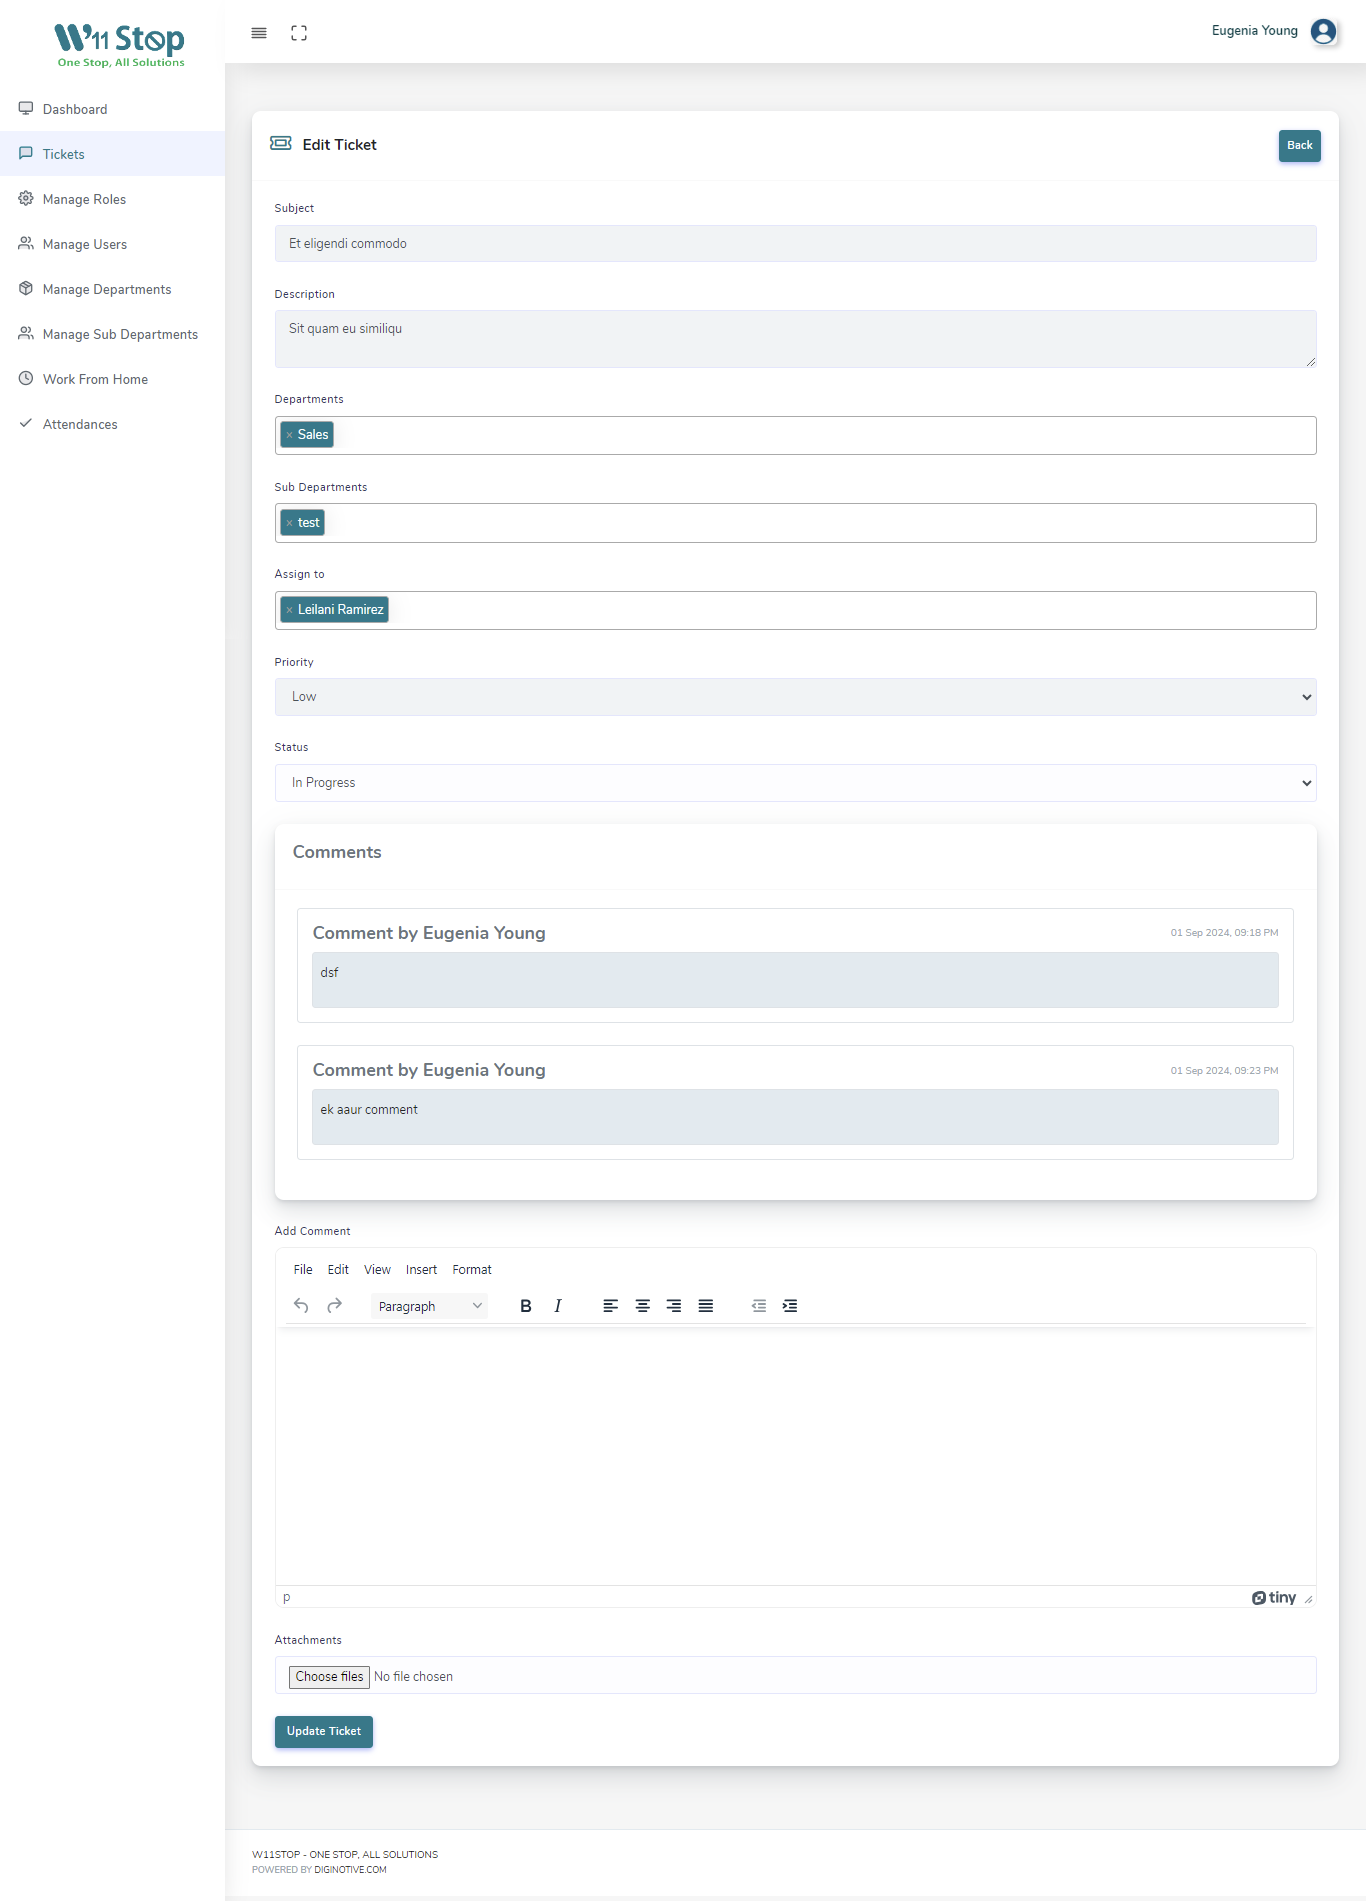 W'11 Stop
One Stop, All Solutions
Eugenia Young
Dashboard
Tickets
Manage Roles
Manage Users
Manage Departments
Manage Sub Departments
Work From Home
Attendances
Edit Ticket
Back
Subject
Et eligendi commodo
Description
Sit quam eu similiqu
Departments
× Sales
Sub Departments
× test
Assign to
× Leilani Ramirez
Priority
Low
Status
In Progress
Comments
Comment by Eugenia Young
01 Sep 2024, 09:18 PM
dsf
Comment by Eugenia Young
01 Sep 2024, 09:23 PM
ek aaur comment
Add Comment
File Edit View Insert Format
Paragraph B I
p
tiny
Attachments
Choose files No file chosen
Update Ticket
W11STOP - ONE STOP, ALL SOLUTIONS
POWERED BY DIGINOTIVE.COM